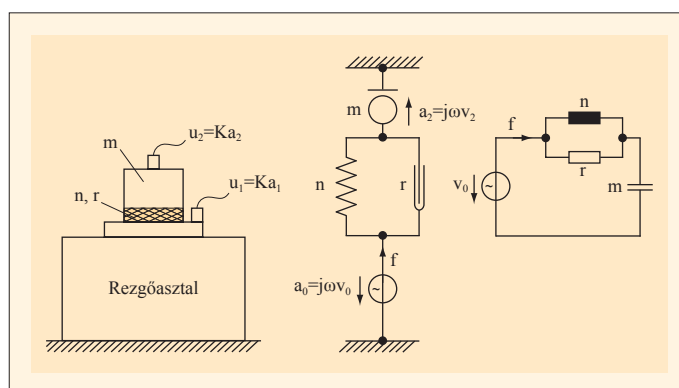 u₂=Ka₂
m
n, r
u₁=Ka₁
Rezgőasztal
m
a₂=jωv₂
n
r
f
a₀=jωv₀
~
f
n
r
v₀
~
m